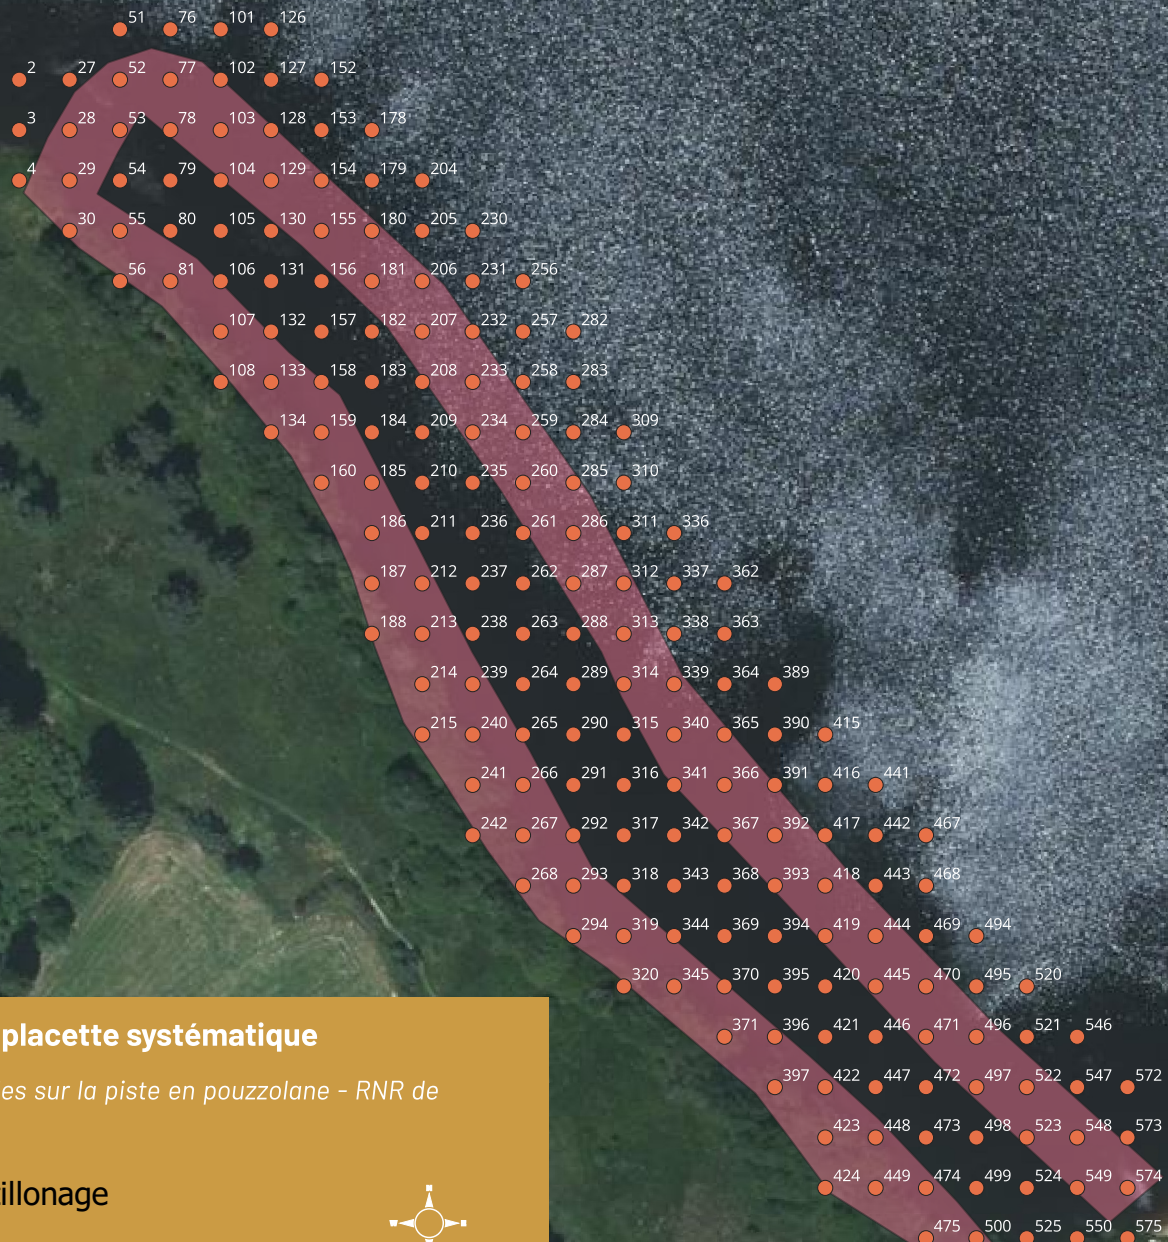 51 76 101 126
2 27 52 77 102 127 152
3 28 53 78 103 128 153 178
4 29 54 79 104 129 154 179 204
30 55 80 105 130 155 180 205 230
56 81 106 131 156 181 206 231 256
107 132 157 182 207 232 257 282
108 133 158 183 208 233 258 283
134 159 184 209 234 259 284 309
160 185 210 235 260 285 310
186 211 236 261 286 311 336
187 212 237 262 287 312 337 362
188 213 238 263 288 313 338 363
214 239 264 289 314 339 364 389
215 240 265 290 315 340 365 390 415
241 266 291 316 341 366 391 416 441
242 267 292 317 342 367 392 417 442 467
268 293 318 343 368 393 418 443 468
294 319 344 369 394 419 444 469 494
320 345 370 395 420 445 470 495 520
371 396 421 446 471 496 521 546
397 422 447 472 497 522 547 572
423 448 473 498 523 548 573
424 449 474 499 524 549 574
475 500 525 550 575
placette systématique
es sur la piste en pouzzolane - RNR de
illonage